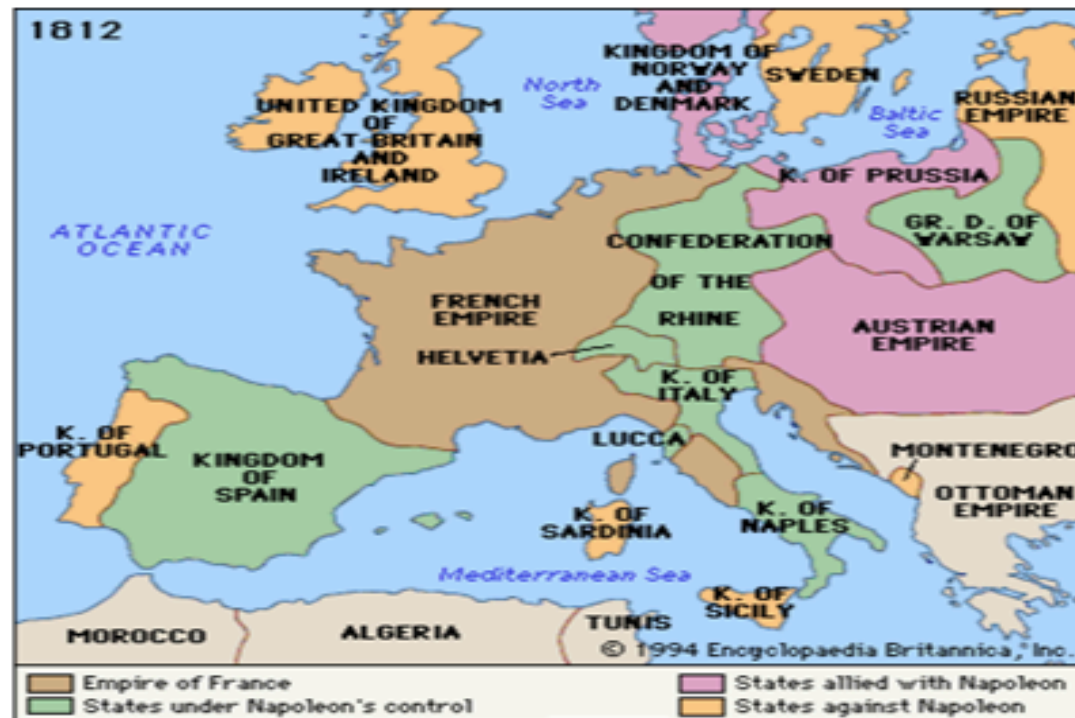 1812
KINGDOM OF
NORWAY
AND
DENMARK
SWEDEN
North
Sea
Baltic
Sea
RUSSIAN
EMPIRE
UNITED KINGDOM
OF
GREAT BRITAIN
AND
IRELAND
K. OF PRUSSIA
GR. D. OF
WARSAW
ATLANTIC
OCEAN
CONFEDERATION
OF THE
RHINE
FRENCH
EMPIRE
AUSTRIAN
EMPIRE
HELVETIA
K. OF
ITALY
K. OF
PORTUGAL
LUCCA
MONTENEGRO
KINGDOM
OF
SPAIN
OTTOMAN
EMPIRE
K. OF
SARDINIA
K. OF
NAPLES
Mediterranean Sea
K. OF
SICILY
MOROCCO
ALGERIA
TUNIS
© 1994 Encyclopaedia Britannica, Inc.
Empire of France
States under Napoleon's control
States allied with Napoleon
States against Napoleon